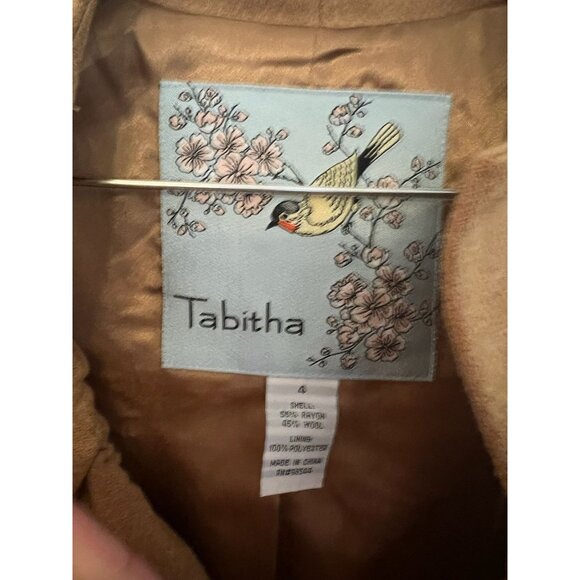 Tabitha
4
SHELL:
55% RAYON
45% WOOL
LINING:
100% POLYESTER
MADE IN CHINA